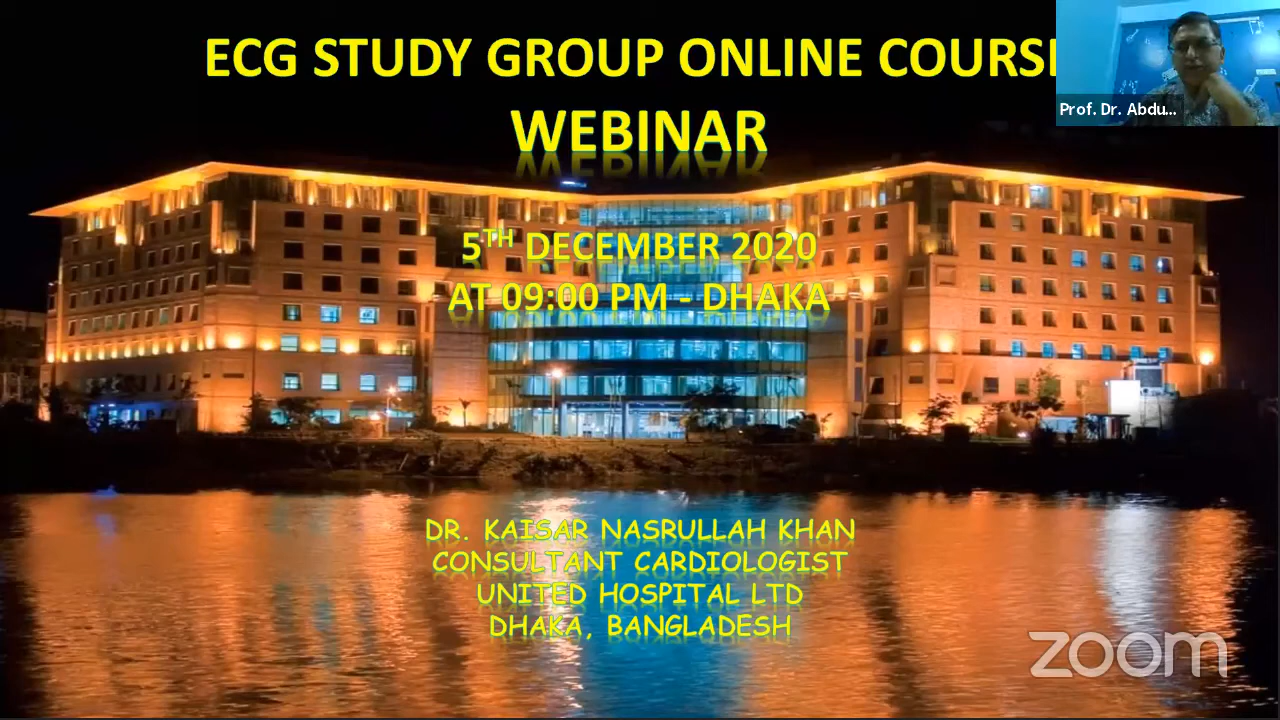 ECG STUDY GROUP ONLINE COURSE
WEBINAR
Prof. Dr. Abdu...
5TH DECEMBER 2020
AT 09:00 PM - DHAKA
DR. KAISAR NASRULLAH KHAN
CONSULTANT CARDIOLOGIST
UNITED HOSPITAL LTD
DHAKA, BANGLADESH
zoom